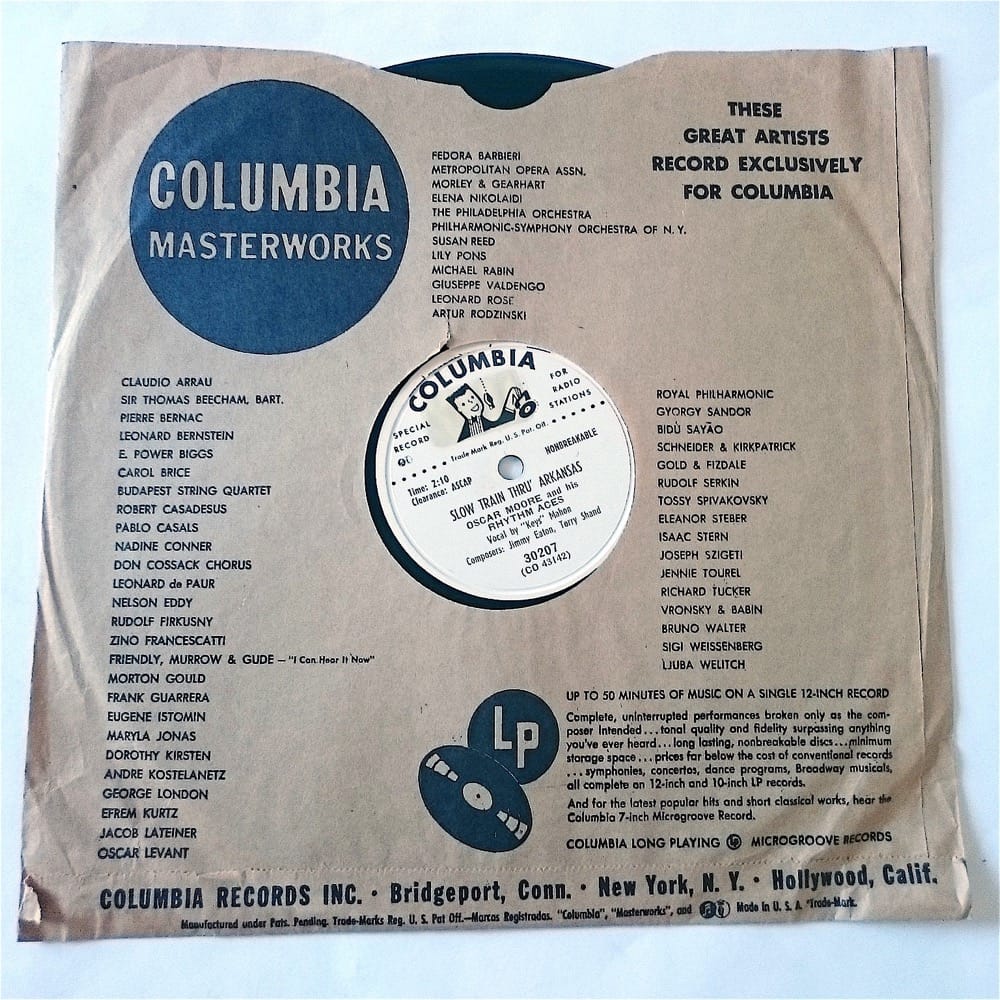 COLUMBIA
MASTERWORKS
THESE
GREAT ARTISTS
RECORD EXCLUSIVELY
FOR COLUMBIA
FEDORA BARBIERI
METROPOLITAN OPERA ASSN.
MORLEY & GEARHART
ELENA NIKOLAIDI
THE PHILADELPHIA ORCHESTRA
PHILHARMONIC-SYMPHONY ORCHESTRA OF N. Y.
SUSAN REED
LILY PONS
MICHAEL RABIN
GIUSEPPE VALDENGO
LEONARD ROSE
ARTUR RODZINSKI
CLAUDIO ARRAU
SIR THOMAS BEECHAM, BART.
PIERRE BERNAC
LEONARD BERNSTEIN
E. POWER BIGGS
CAROL BRICE
BUDAPEST STRING QUARTET
ROBERT CASADESUS
PABLO CASALS
NADINE CONNER
DON COSSACK CHORUS
LEONARD de PAUR
NELSON EDDY
RUDOLF FIRKUSNY
ZINO FRANCESCATTI
FRIENDLY, MURROW & GUDE – "I Can Hear It Now"
MORTON GOULD
FRANK GUARRERA
EUGENE ISTOMIN
MARYLA JONAS
DOROTHY KIRSTEN
ANDRE KOSTELANETZ
GEORGE LONDON
EFREM KURTZ
JACOB LATEINER
OSCAR LEVANT
COLUMBIA
SPECIAL
RECORD
FOR
RADIO
STATIONS
Trade Mark Reg. U. S. Pat. Off.
NONBREAKABLE
Time: 2:10
Clearance: ASCAP
SLOW TRAIN THRU' ARKANSAS
OSCAR MOORE and his
RHYTHM ACES
Vocal by "Keys" Mahon
Composers: Jimmy Eaton, Terry Shand
30207
(CO 43142)
ROYAL PHILHARMONIC
GYORGY SANDOR
BIDÙ SAYÃO
SCHNEIDER & KIRKPATRICK
GOLD & FIZDALE
RUDOLF SERKIN
TOSSY SPIVAKOVSKY
ELEANOR STEBER
ISAAC STERN
JOSEPH SZIGETI
JENNIE TOUREL
RICHARD TUCKER
VRONSKY & BABIN
BRUNO WALTER
SIGI WEISSENBERG
LJUBA WELITCH
Lp
UP TO 50 MINUTES OF MUSIC ON A SINGLE 12-INCH RECORD
Complete, uninterrupted performances broken only as the com-
poser intended...tonal quality and fidelity surpassing anything
you've ever heard...long lasting, nonbreakable discs...minimum
storage space...prices far below the cost of conventional records
...symphonies, concertos, dance programs, Broadway musicals,
all complete on 12-inch and 10-inch LP records.
And for the latest popular hits and short classical works, hear the
Columbia 7-inch Microgroove Record.
COLUMBIA LONG PLAYING Lp MICROGROOVE RECORDS
COLUMBIA RECORDS INC. • Bridgeport, Conn. • New York, N. Y. • Hollywood, Calif.
Manufactured under Pats. Pending. Trade-Marks Reg. U. S. Pat Off.—Marcas Registradas. "Columbia", "Masterworks", and Made in U. S. A. *Trade-Mark.